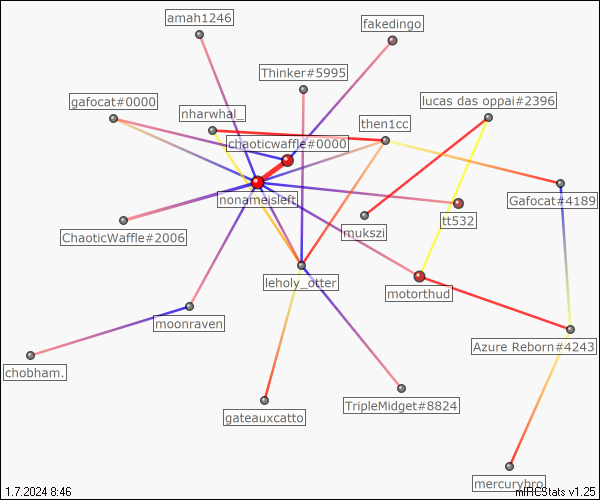 amah1246
fakedingo
Thinker#5995
gafocat#0000
lucas das oppai#2396
nharwhal_
then1cc
chaoticwaffle#0000
nonameisleft
Gafocat#4189
tt532
mukszi
ChaoticWaffle#2006
leholy_otter
motorthud
moonraven
Azure Reborn#4243
chobham.
TripleMidget#8824
gateauxcatto
mercurybro
1.7.2024 8:46
mIRCStats v1.25